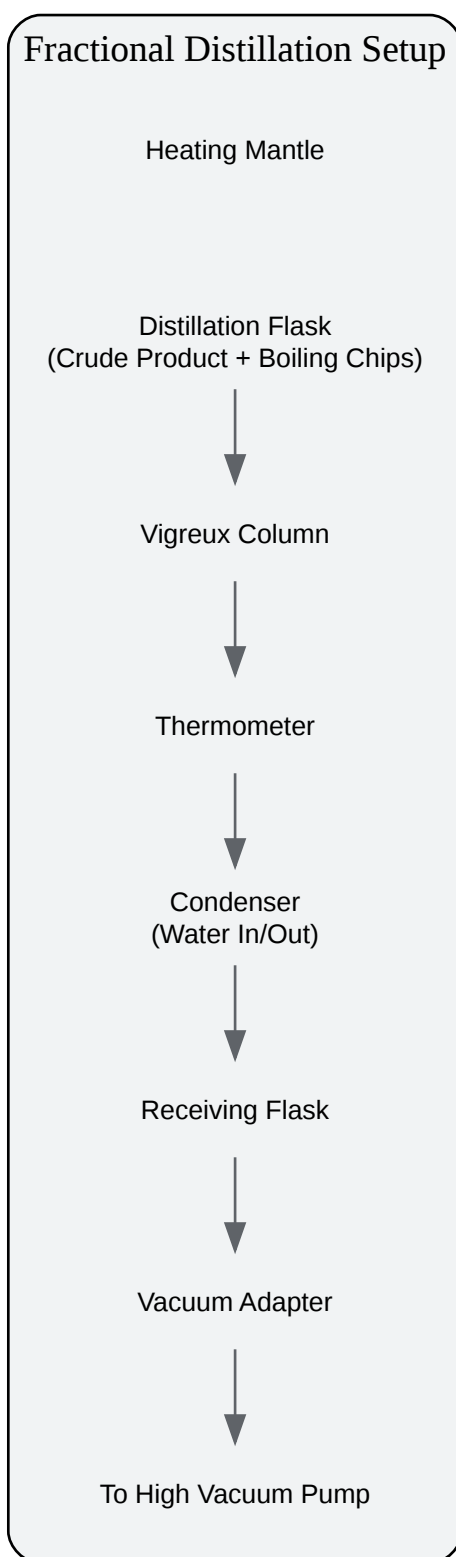 Fractional Distillation Setup
Heating Mantle
Distillation Flask
(Crude Product + Boiling Chips)
Vigreux Column
Thermometer
Condenser
(Water In/Out)
Receiving Flask
Vacuum Adapter
To High Vacuum Pump